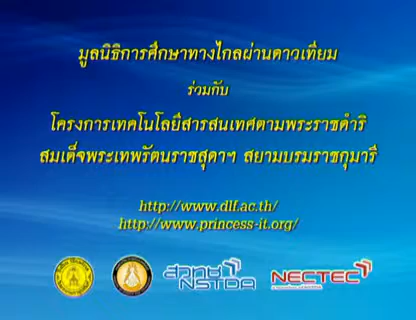 มูลนิธิการศึกษาทางไกลผ่านดาวเทียม
ร่วมกับ
โครงการเทคโนโลยีสารสนเทศตามพระราชดำริ
สมเด็จพระเทพรัตนราชสุดาฯ สยามบรมราชกุมารี
http://www.dlf.ac.th/
http://www.princess-it.org/
สวทช
NSTDA
NECTEC